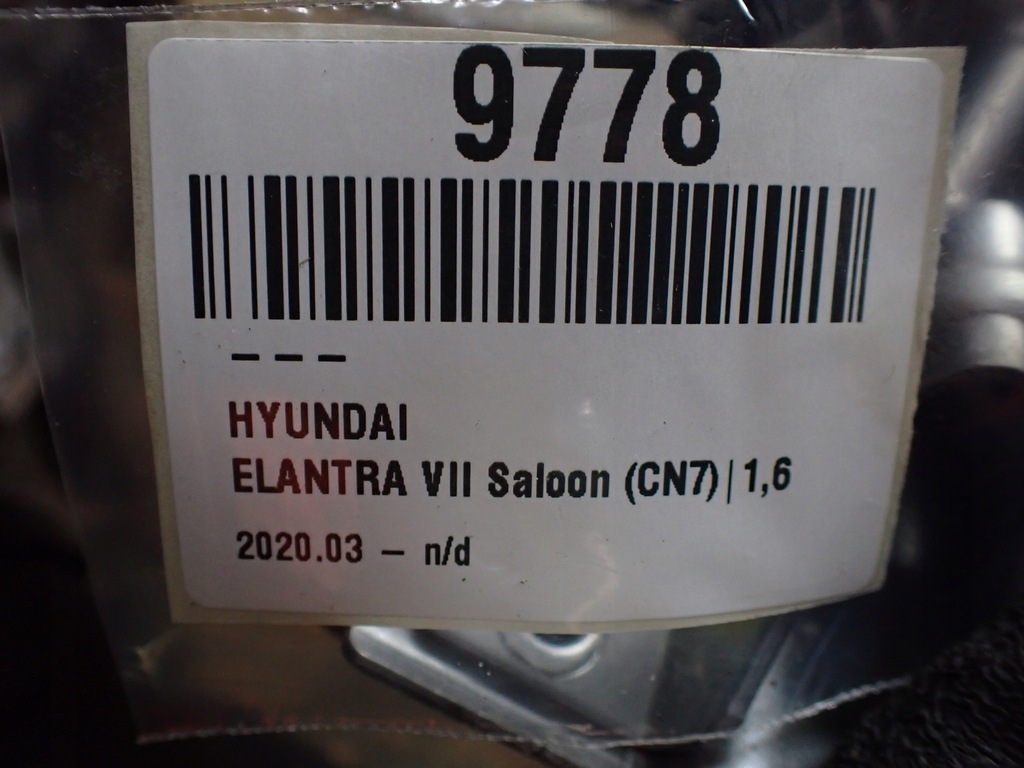 9778
– – –
HYUNDAI
ELANTRA VII Saloon (CN7)|1,6
2020.03 – n/d